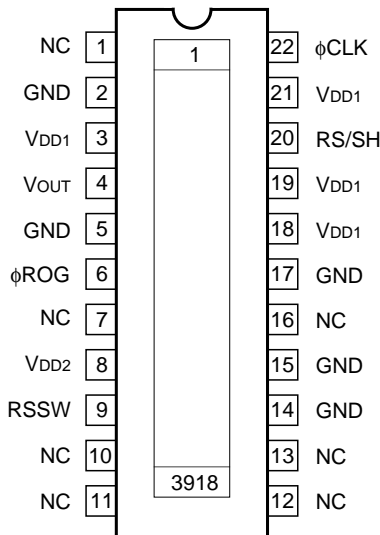 NC 1 1 22 ϕCLK
GND 2 21 VDD1
VDD1 3 20 RS/SH
VOUT 4 19 VDD1
GND 5 18 VDD1
ϕROG 6 17 GND
NC 7 16 NC
VDD2 8 15 GND
RSSW 9 14 GND
NC 10 13 NC
3918
NC 11 12 NC